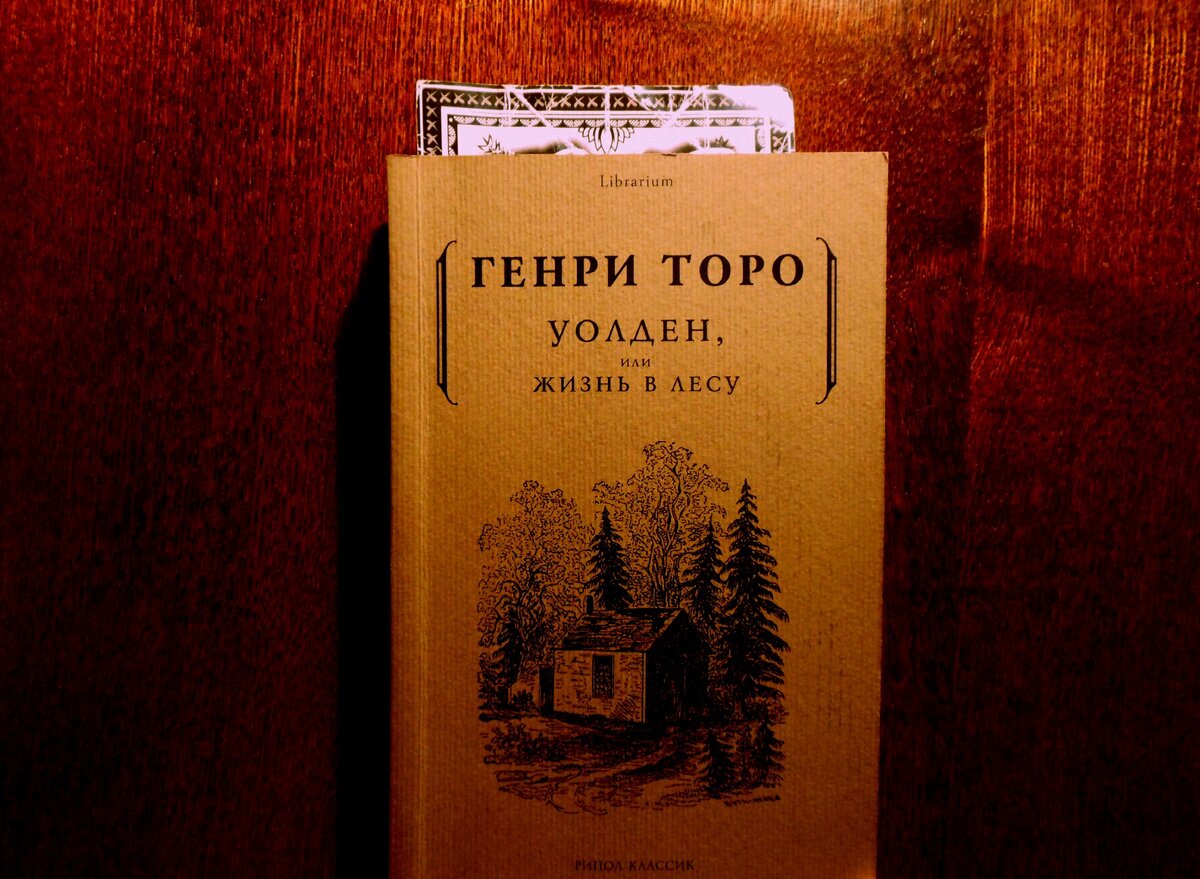 Librarium
ГЕНРИ ТОРО
УОЛДЕН,
ИЛИ
ЖИЗНЬ В ЛЕСУ
РИПОЛ КЛАССИК